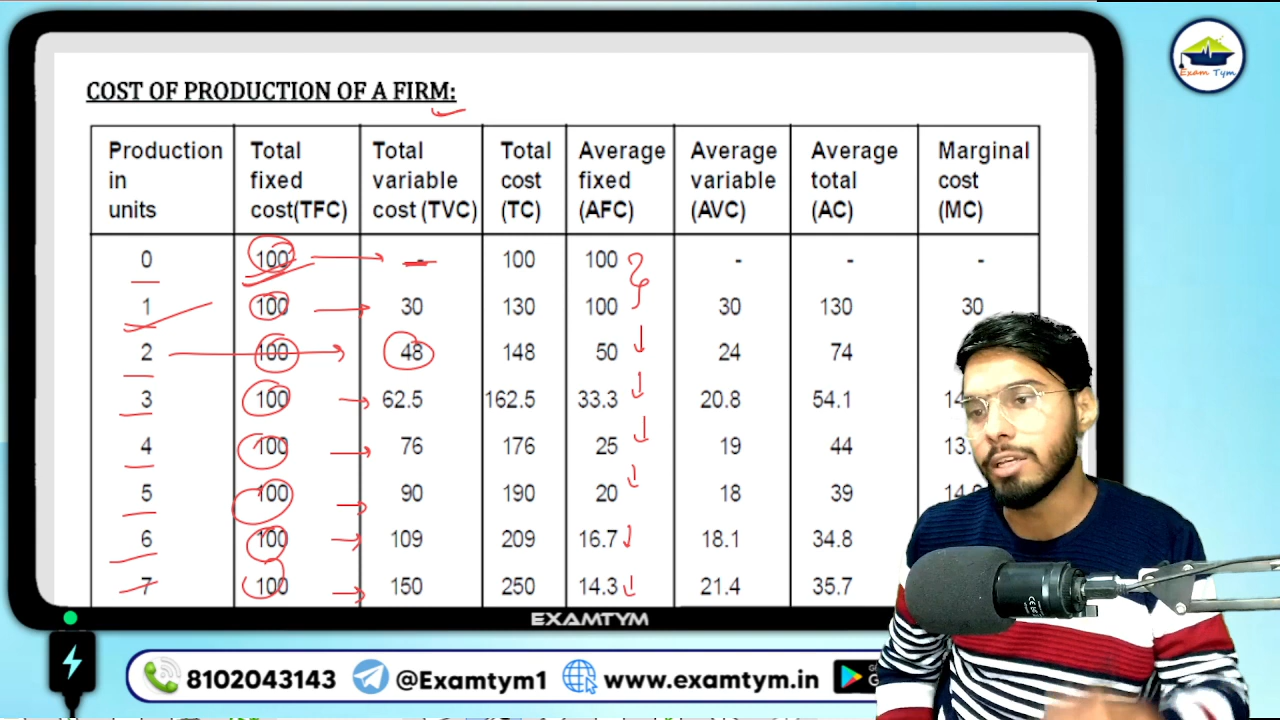 Exam Tym
COST OF PRODUCTION OF A FIRM:
Production in units | Total fixed cost(TFC) | Total variable cost (TVC) | Total cost (TC) | Average fixed (AFC) | Average variable (AVC) | Average total (AC) | Marginal cost (MC)
0 | 100 | - | 100 | 100 | - | - | -
1 | 100 | 30 | 130 | 100 | 30 | 130 | 30
2 | 100 | 48 | 148 | 50 | 24 | 74
3 | 100 | 62.5 | 162.5 | 33.3 | 20.8 | 54.1
4 | 100 | 76 | 176 | 25 | 19 | 44
5 | 100 | 90 | 190 | 20 | 18 | 39
6 | 100 | 109 | 209 | 16.7 | 18.1 | 34.8
7 | 100 | 150 | 250 | 14.3 | 21.4 | 35.7
EXAMTYM
8102043143 @Examtym1 www.examtym.in